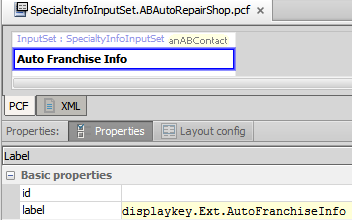 SpecialtyInfoInputSet.ABAutoRepairShop.pcf ×
InputSet : SpecialtyInfoInputSet anABContact
Auto Franchise Info
PCF XML
Properties: Properties Layout config
Label
Basic properties
id
label displaykey.Ext.AutoFranchiseInfo